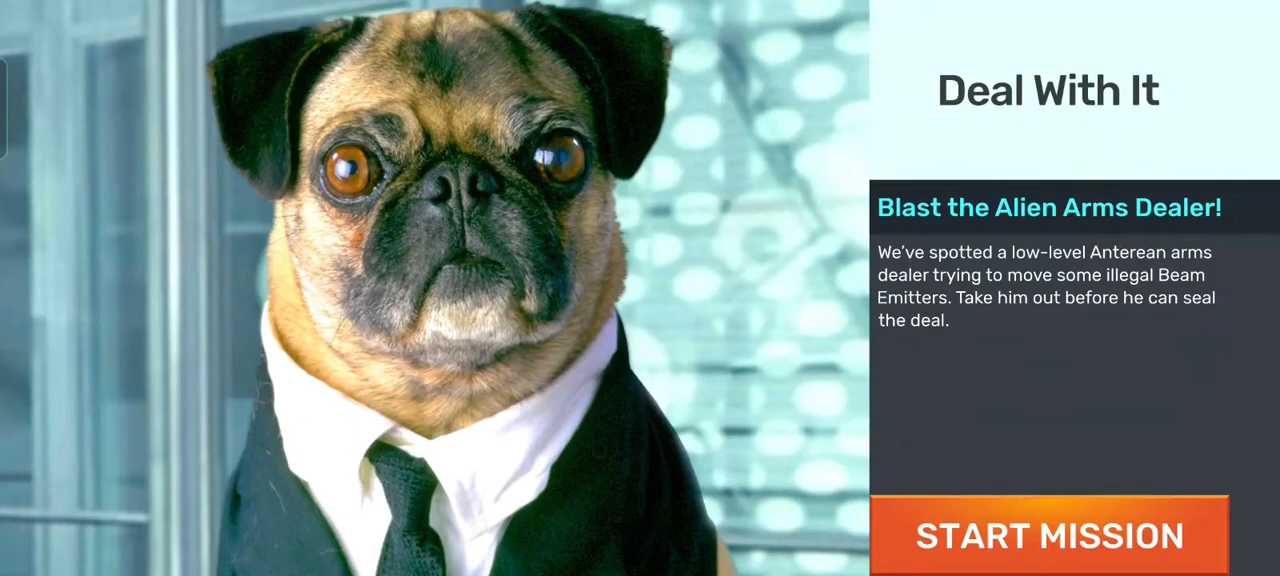 Deal With It
Blast the Alien Arms Dealer!
We’ve spotted a low-level Anterean arms
dealer trying to move some illegal Beam
Emitters. Take him out before he can seal
the deal.
START MISSION